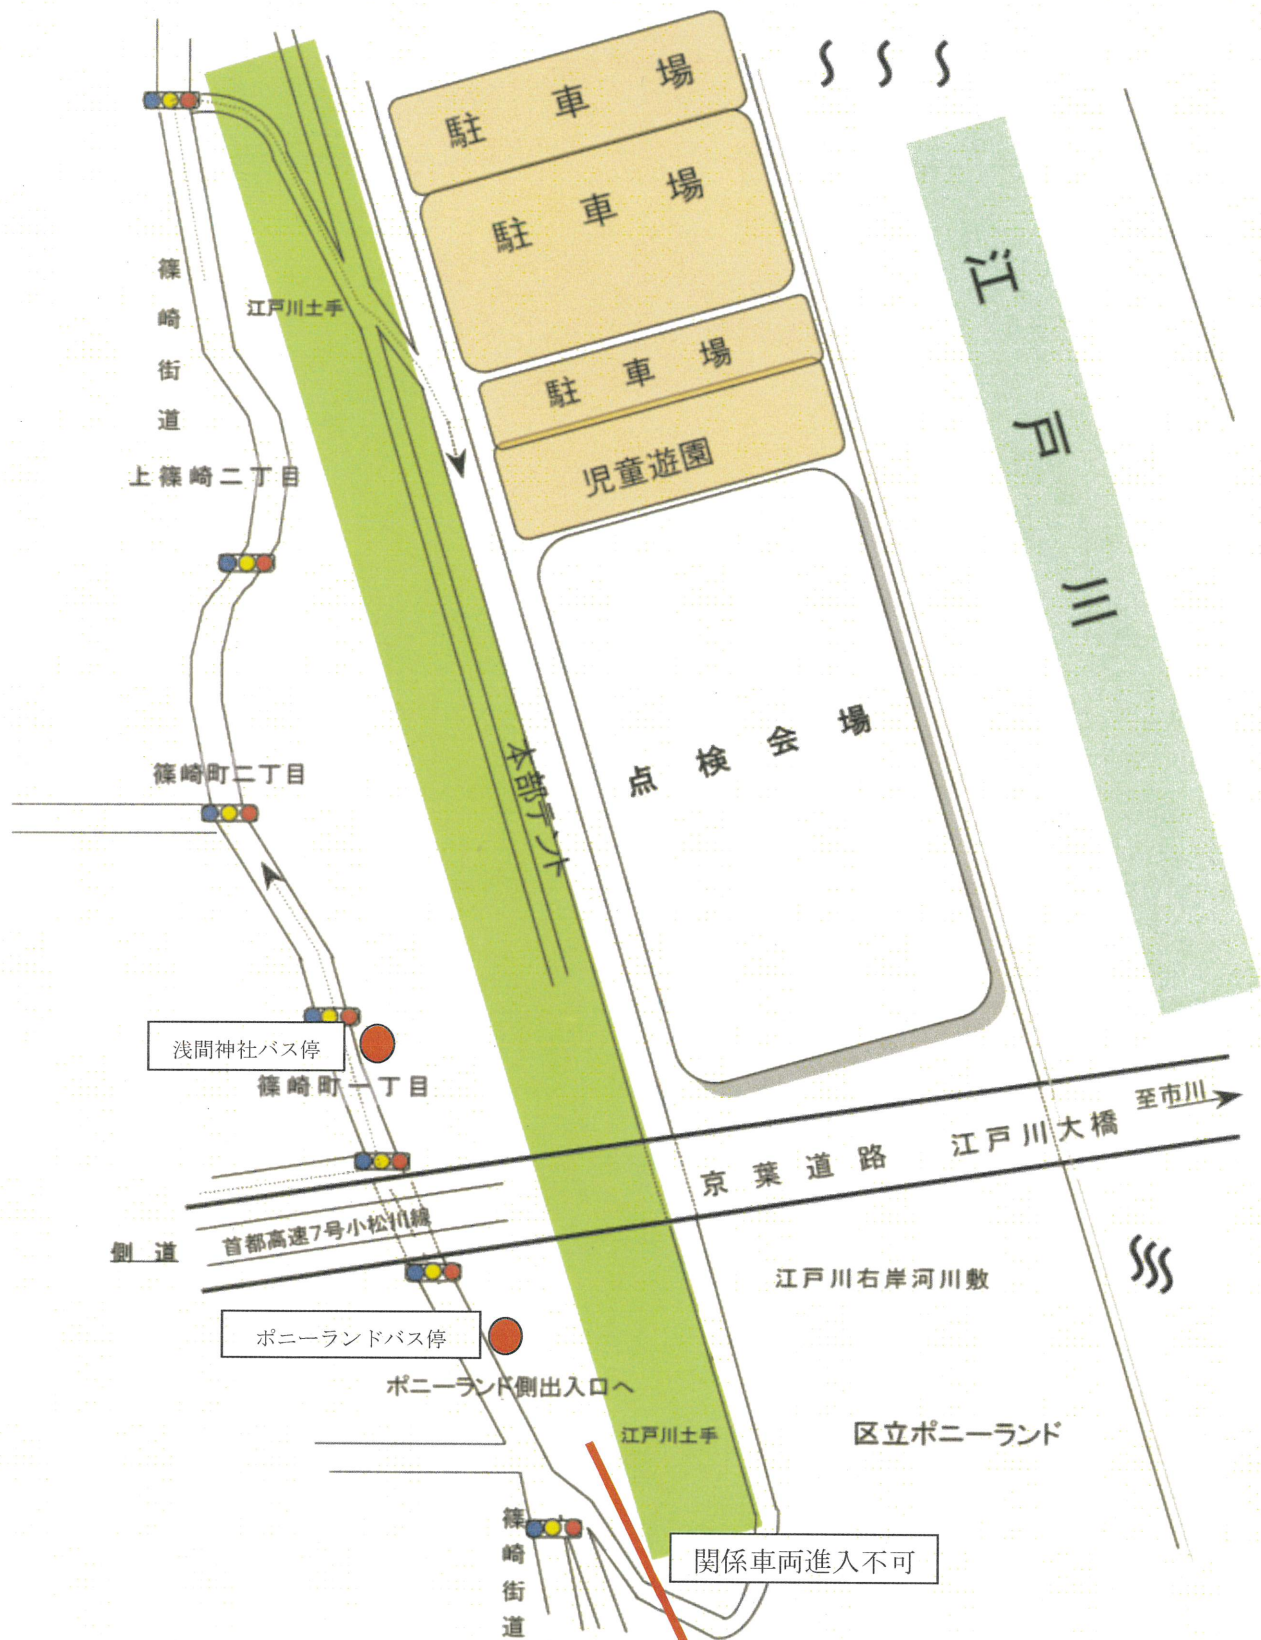 駐車場
駐車場
駐車場
児童遊園
江戸川
篠崎街道
江戸川土手
上篠崎二丁目
点検会場
本部テント
篠崎町二丁目
浅間神社バス停
篠崎町一丁目
至市川
京葉道路 江戸川大橋
首都高速7号小松川線
側道
江戸川右岸河川敷
ポニーランドバス停
ポニーランド側出入口へ
江戸川土手
区立ポニーランド
関係車両進入不可
篠崎街道